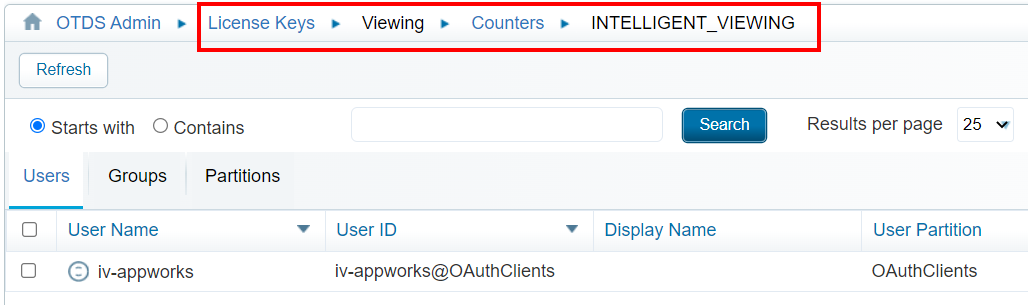 OTDS Admin License Keys Viewing Counters INTELLIGENT_VIEWING
Refresh
Starts with Contains Search Results per page 25
Users Groups Partitions
User Name User ID Display Name User Partition
iv-appworks iv-appworks@OAuthClients OAuthClients